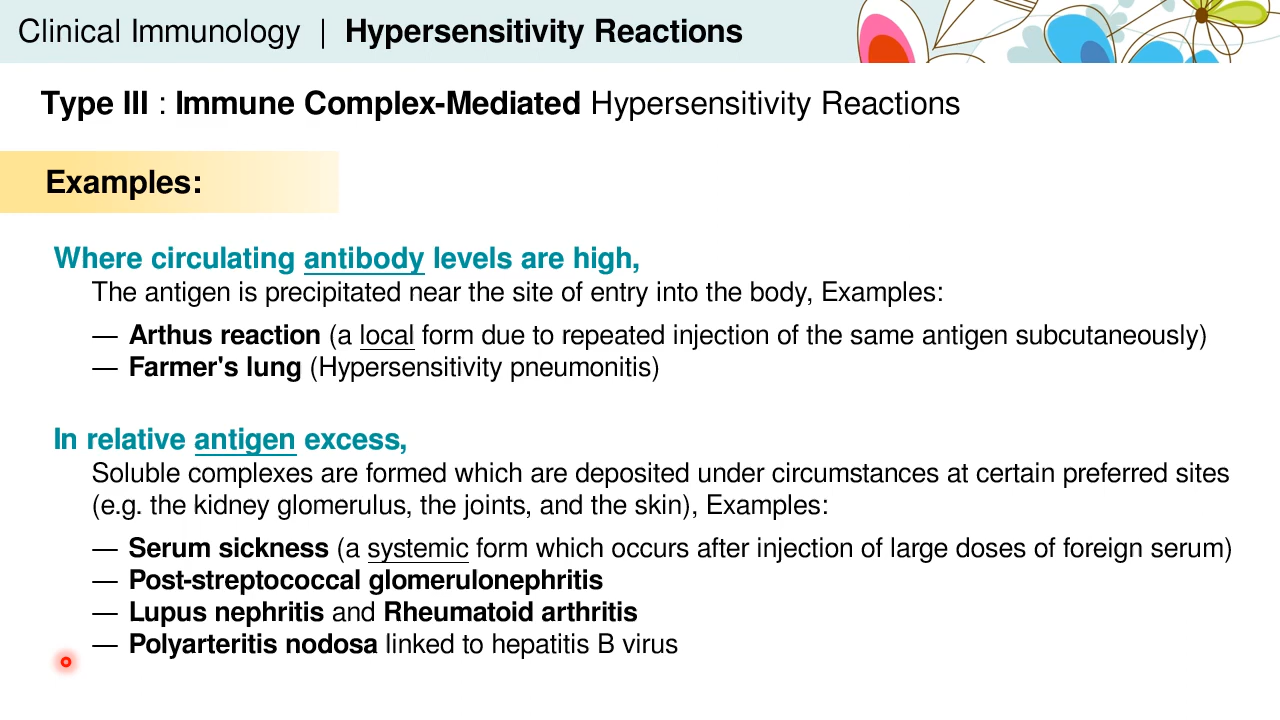 Clinical Immunology | Hypersensitivity Reactions
Type III : Immune Complex-Mediated Hypersensitivity Reactions
Examples:
Where circulating antibody levels are high,
The antigen is precipitated near the site of entry into the body, Examples:
— Arthus reaction (a local form due to repeated injection of the same antigen subcutaneously)
— Farmer's lung (Hypersensitivity pneumonitis)
In relative antigen excess,
Soluble complexes are formed which are deposited under circumstances at certain preferred sites
(e.g. the kidney glomerulus, the joints, and the skin), Examples:
— Serum sickness (a systemic form which occurs after injection of large doses of foreign serum)
— Post-streptococcal glomerulonephritis
— Lupus nephritis and Rheumatoid arthritis
— Polyarteritis nodosa linked to hepatitis B virus